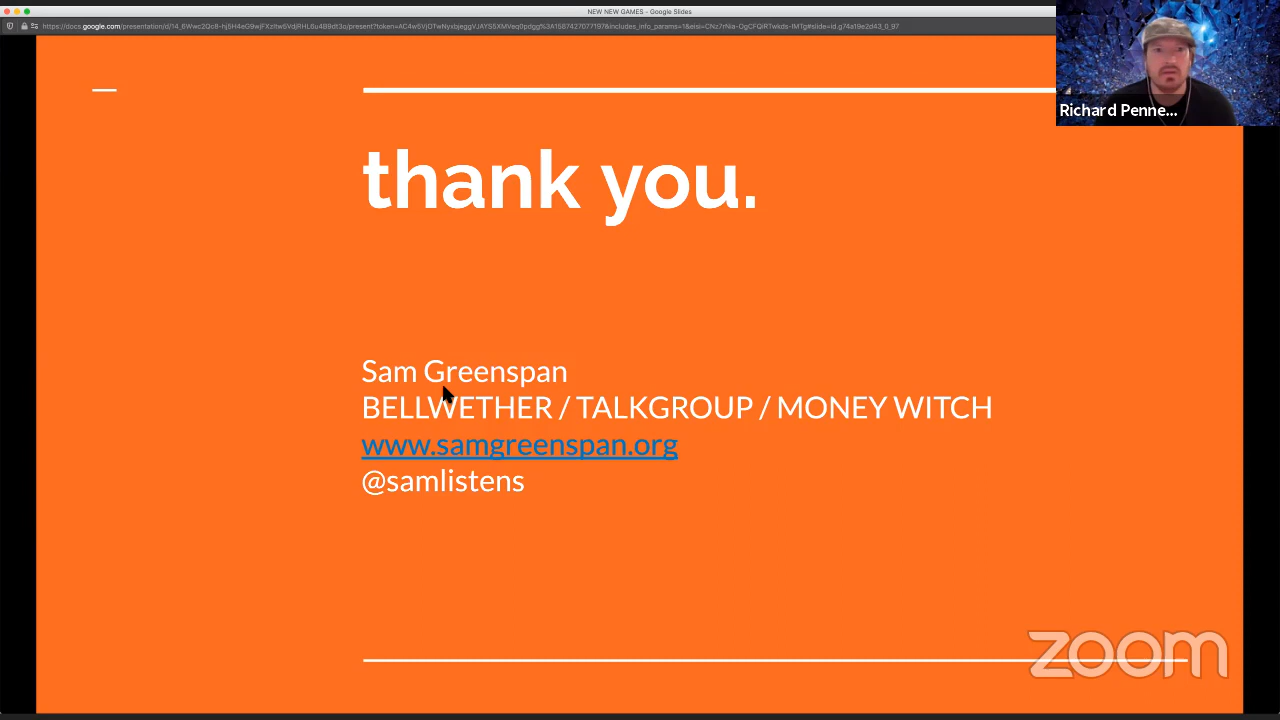 NEW NEW GAMES - Google Slides
Richard Penne...
thank you.
Sam Greenspan
BELLWETHER / TALKGROUP / MONEY WITCH
www.samgreenspan.org
@samlistens
zoom